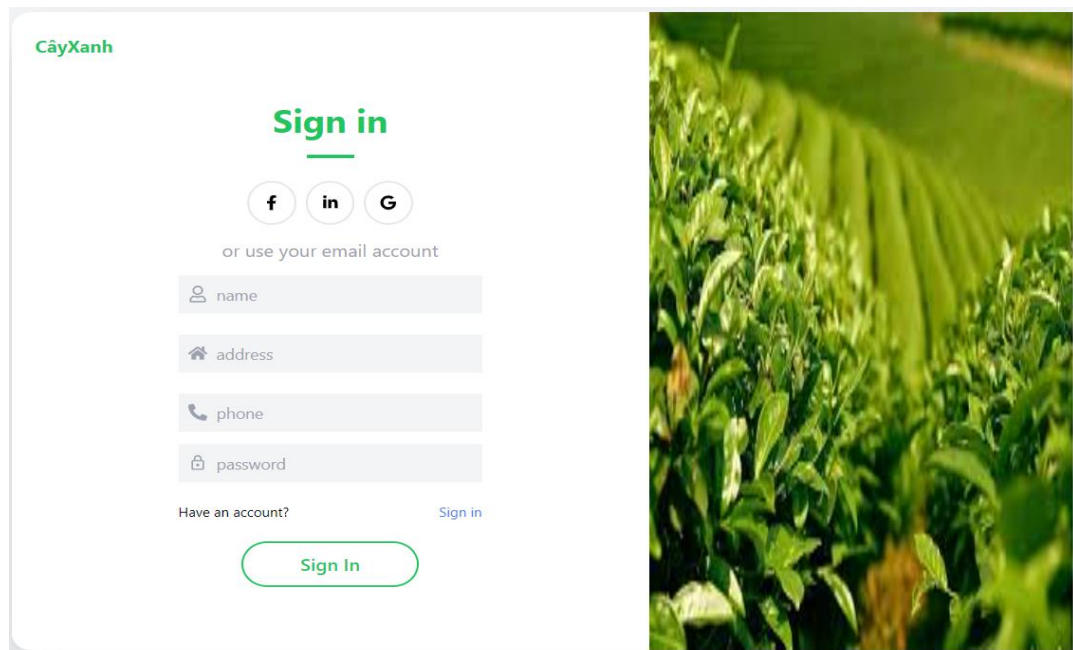 CâyXanh
Sign in
f in G
or use your email account
name
address
phone
password
Have an account? Sign in
Sign In